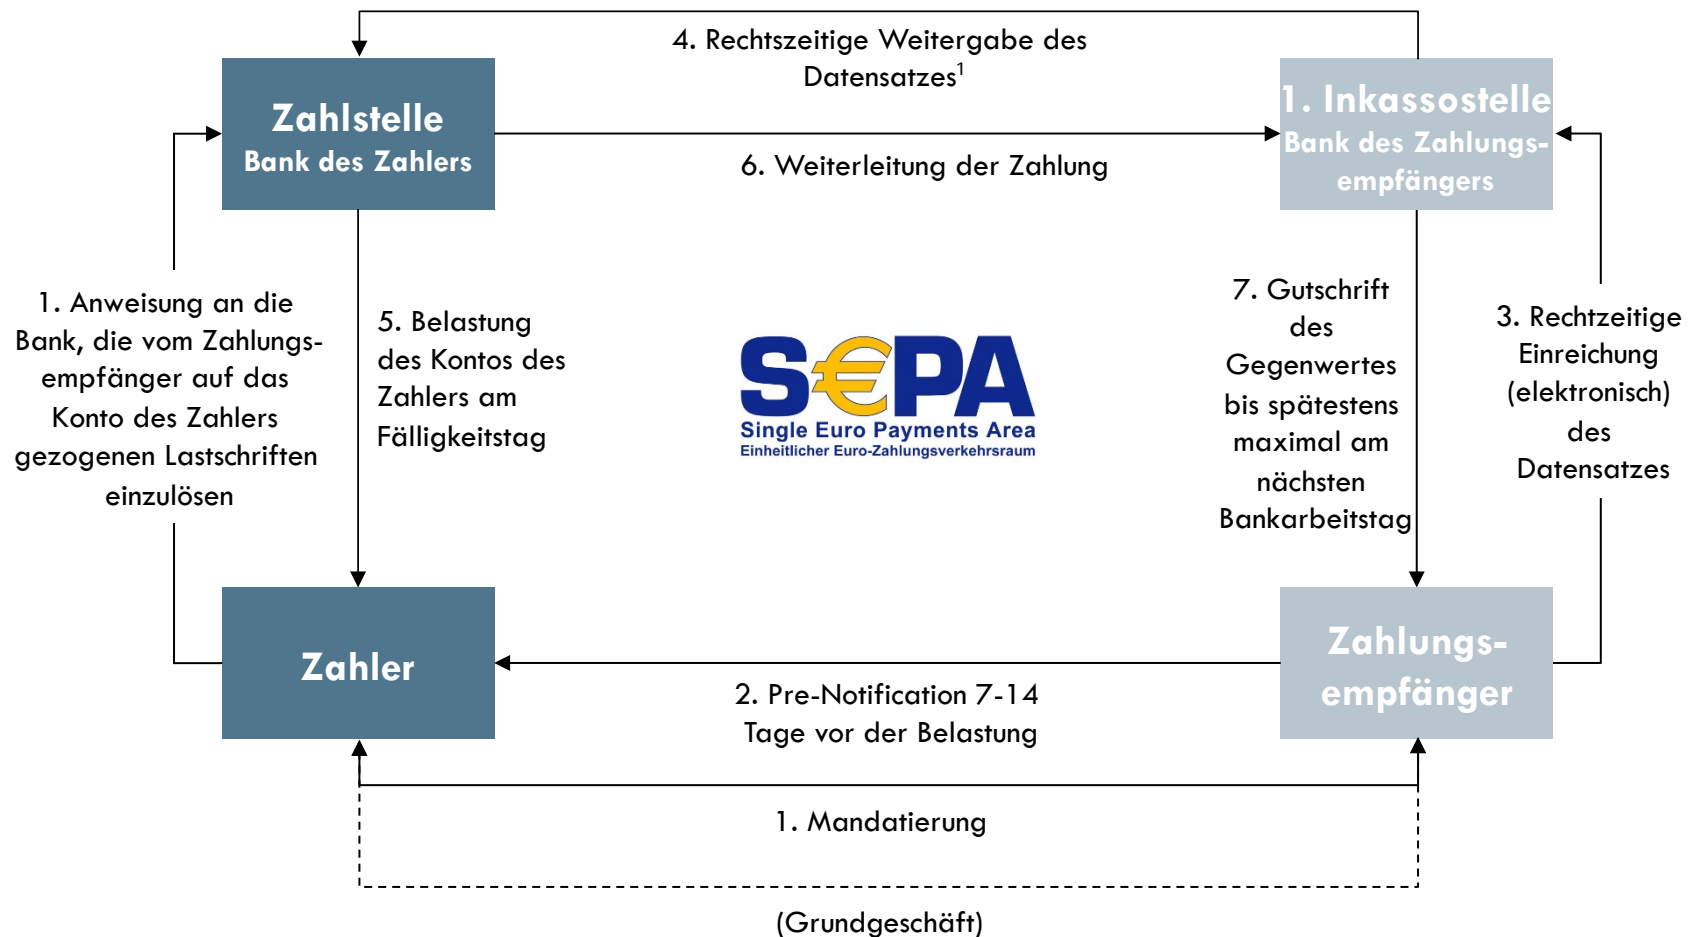 4. Rechtszeitige Weitergabe des
Datensatzes¹
Zahlstelle
Bank des Zahlers
1. Inkassostelle
Bank des Zahlungs-
empfängers
6. Weiterleitung der Zahlung
1. Anweisung an die
Bank, die vom Zahlungs-
empfänger auf das
Konto des Zahlers
gezogenen Lastschriften
einzulösen
5. Belastung
des Kontos des
Zahlers am
Fälligkeitstag
S€PA
Single Euro Payments Area
Einheitlicher Euro-Zahlungsverkehrsraum
7. Gutschrift
des
Gegenwertes
bis spätestens
maximal am
nächsten
Bankarbeitstag
3. Rechtzeitige
Einreichung
(elektronisch)
des
Datensatzes
Zahler
Zahlungs-
empfänger
2. Pre-Notification 7-14
Tage vor der Belastung
1. Mandatierung
(Grundgeschäft)